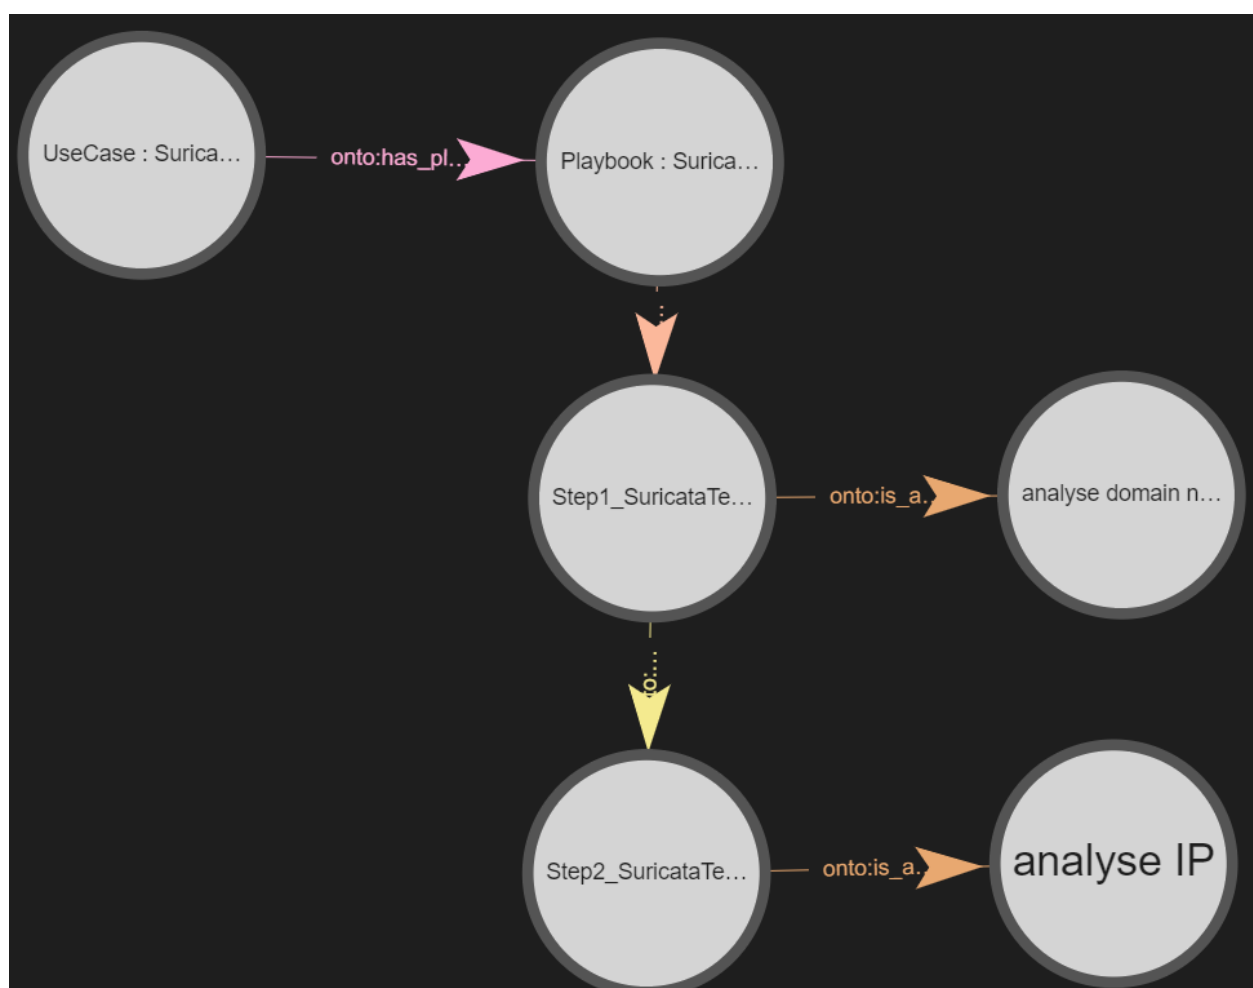 UseCase : Surica...
onto:has_pl...
Playbook : Surica...
...
Step1_SuricataTe...
onto:is_a...
analyse domain n...
Step2_SuricataTe...
onto:is_a...
analyse IP